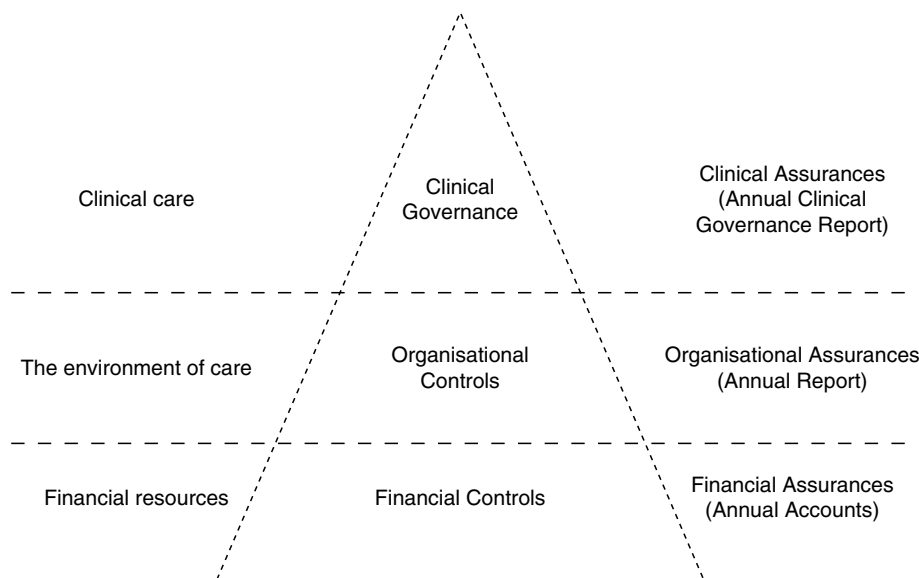 Clinical care
Clinical
Governance
Clinical Assurances
(Annual Clinical
Governance Report)
The environment of care
Organisational
Controls
Organisational Assurances
(Annual Report)
Financial resources
Financial Controls
Financial Assurances
(Annual Accounts)